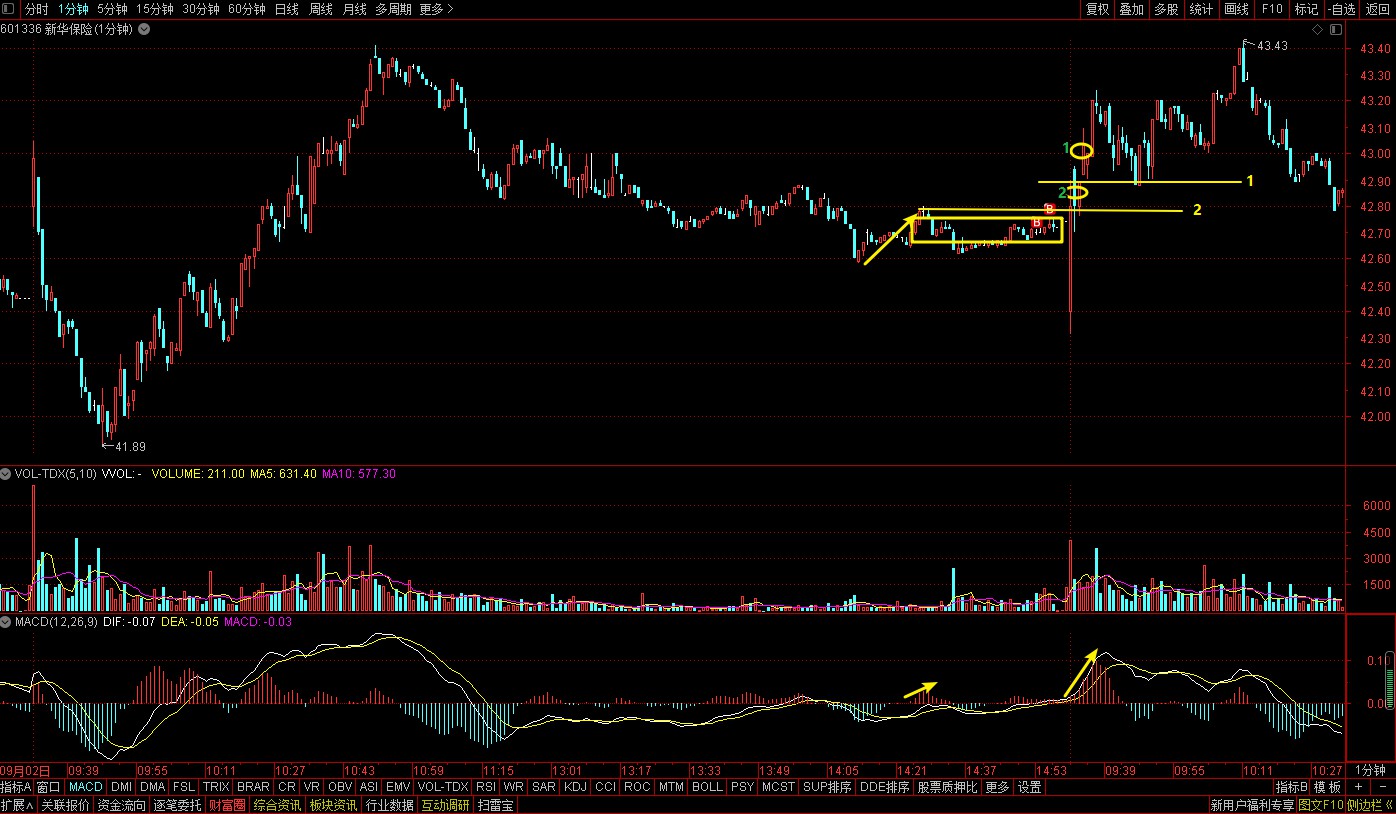 分时 1分钟 5分钟 15分钟 30分钟 60分钟 日线 周线 月线 多周期 更多 > 复权 叠加 多股 统计 画线 F10 标记 -自选 返回
601336 新华保险(1分钟)
43.43
43.40
43.30
43.20
43.10
43.00
42.90
42.80
42.70
42.60
42.50
42.40
42.30
42.20
42.10
42.00
1
2
1
2
B
B
41.89
VOL-TDX(5,10) VVOL: - VOLUME: 211.00 MA5: 631.40 MA10: 577.30
6000
4500
3000
1500
MACD(12,26,9) DIF: -0.07 DEA: -0.05 MACD: -0.03
09月02日 09:39 09:55 10:11 10:27 10:43 10:59 11:15 13:01 13:17 13:33 13:49 14:05 14:21 14:37 14:53 09:39 09:55 10:11 10:27 1分钟
指标A 窗口 MACD DMI DMA FSL TRIX BRAR CR VR OBV ASI EMV VOL-TDX RSI WR SAR KDJ CCI ROC MTM BOLL PSY MCST SUP排序 DDE排序 股票质押比 更多 设置 指标B 模板 + −
扩展∧ 关联报价 资金流向 逐笔委托 财富圈 综合资讯 板块资讯 行业数据 互动调研 扫雷宝 新用户福利专享 图文F10 侧边栏《